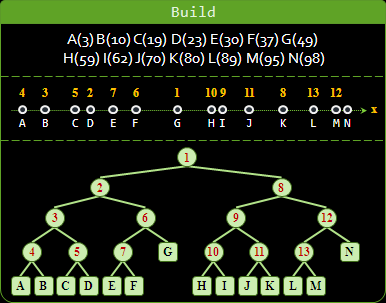 Build
A(3) B(10) C(19) D(23) E(30) F(37) G(49)
H(59) I(62) J(70) K(80) L(89) M(95) N(98)
4 3 5 2 7 6 1 10 9 11 8 13 12
x
A B C D E F G H I J K L M N
1
2 8
3 6 9 12
4 5 7 G 10 11 13 N
A B C D E F H I J K L M